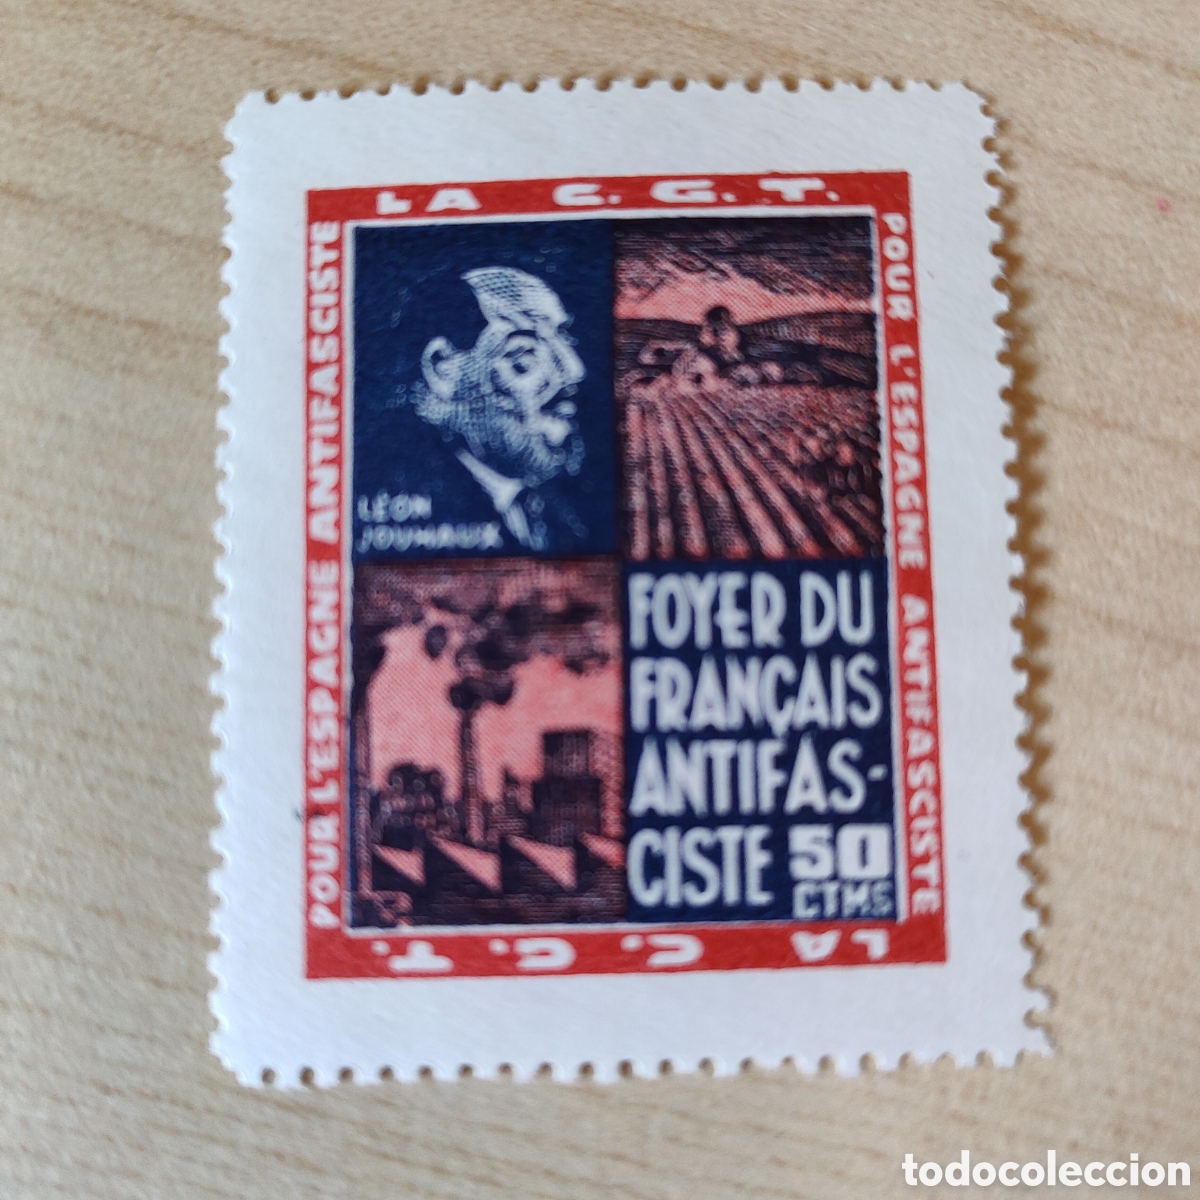 LA C.G.T.
POUR L'ESPAGNE ANTIFASCISTE
POUR L'ESPAGNE ANTIFASCISTE
LÉON
JOUHAUX
FOYER DU
FRANÇAIS
ANTIFAS-
CISTE 50
CTMS
LA C.G.T.
todocoleccion